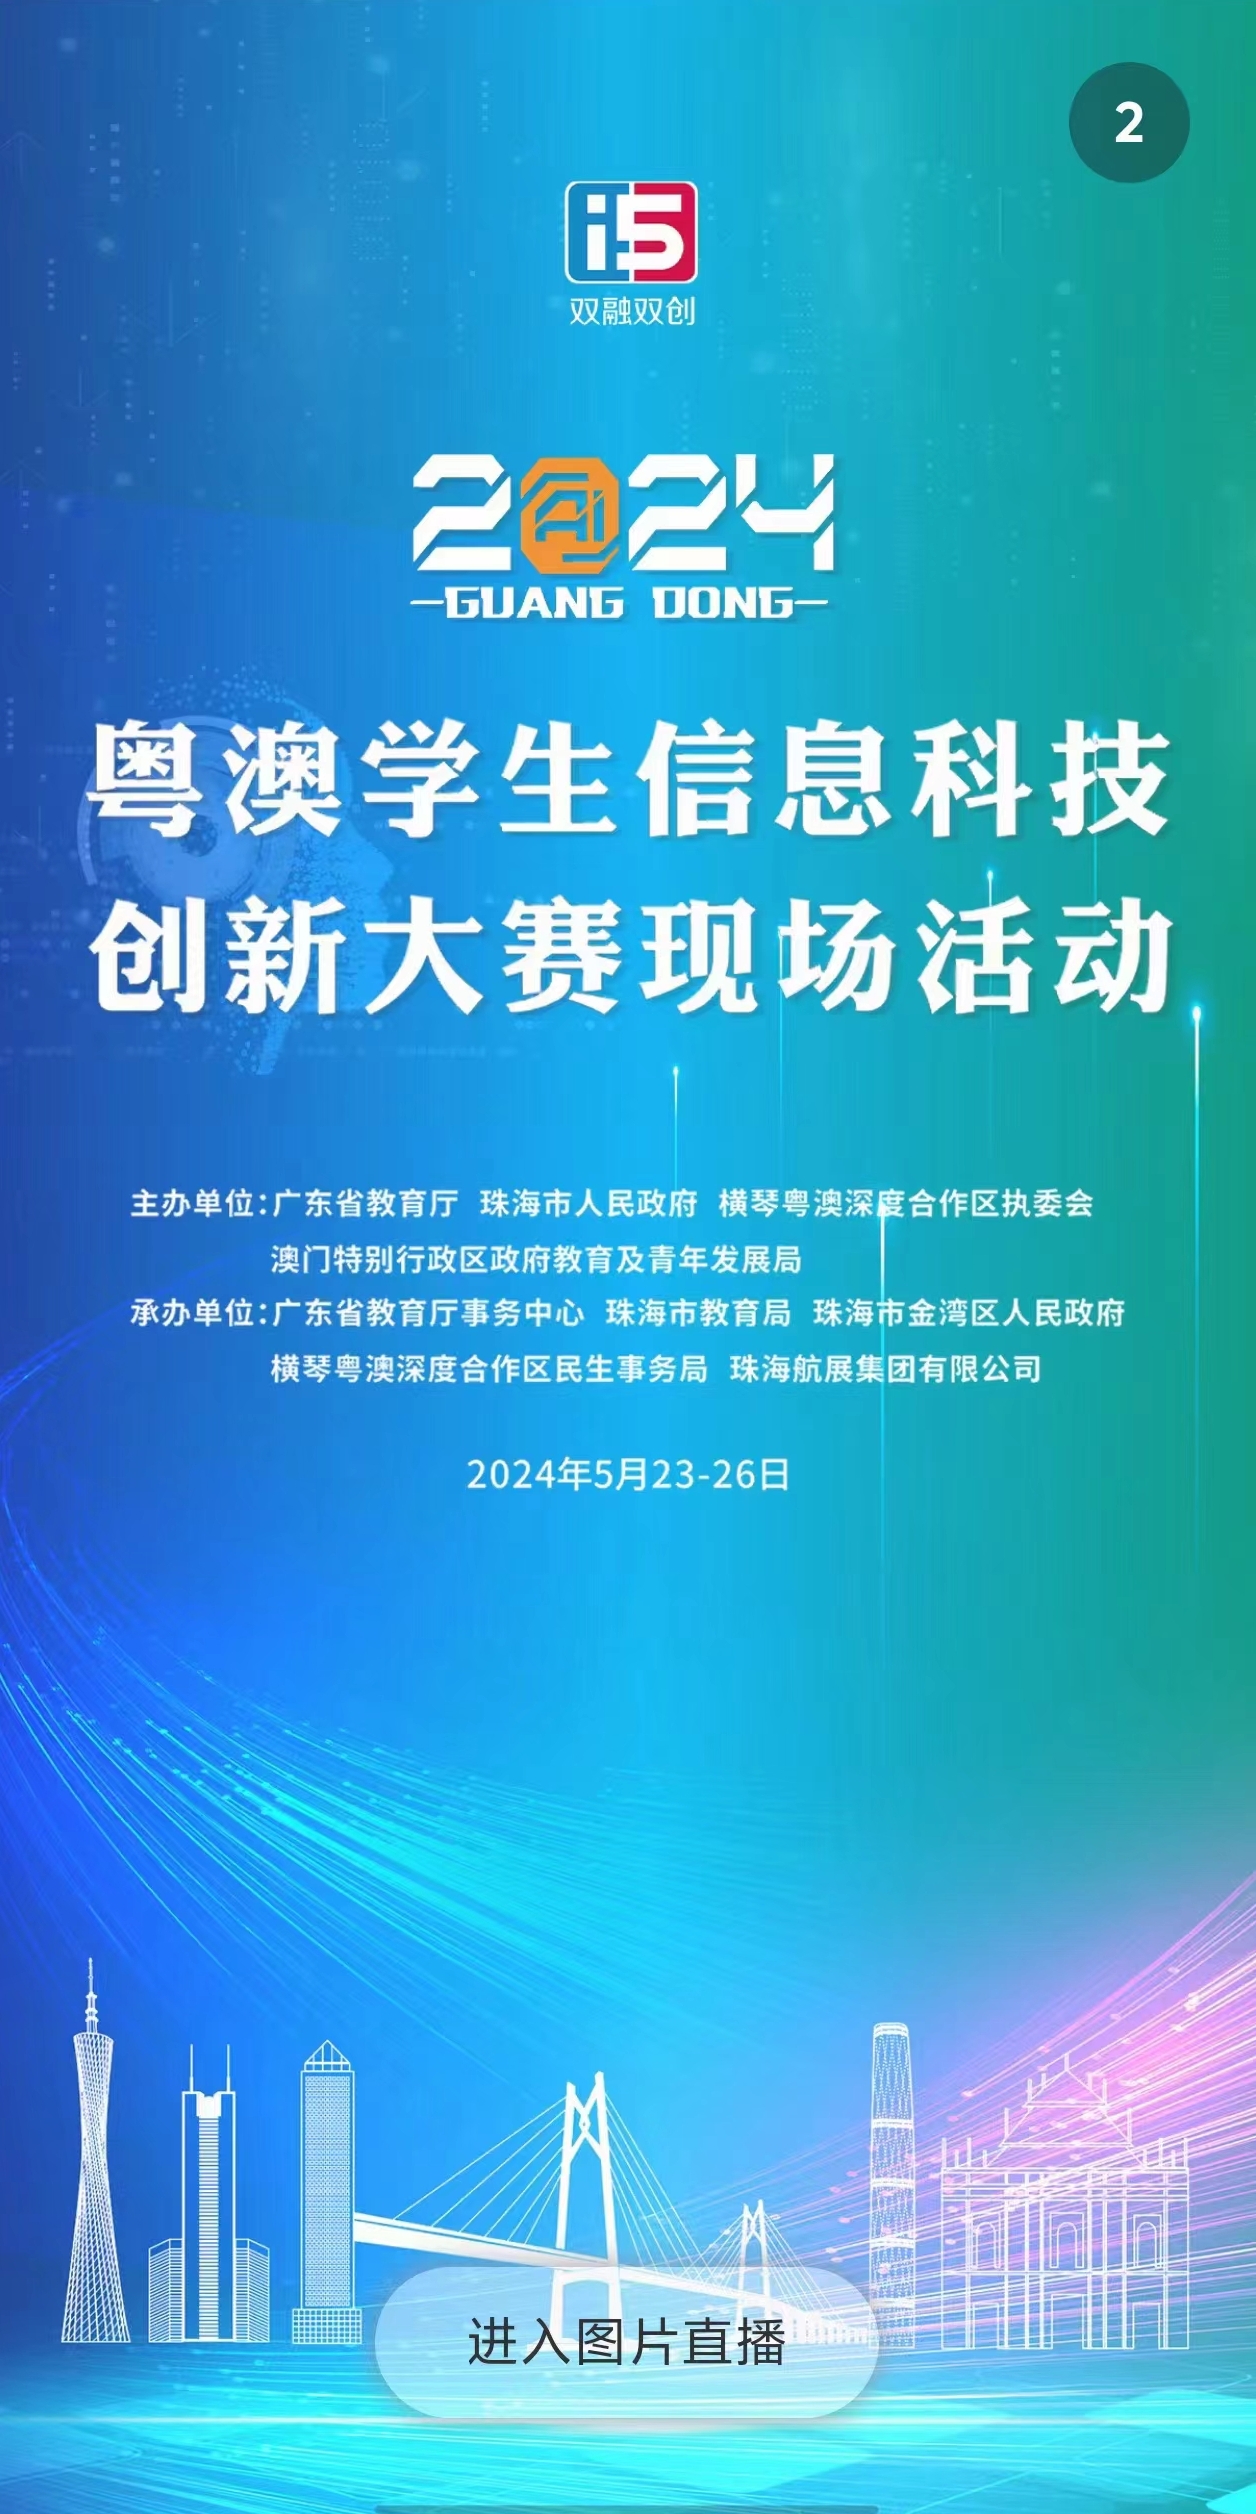 2
i5
双融双创
2@24
GUANG DONG
粤澳学生信息科技
创新大赛现场活动
主办单位:广东省教育厅 珠海市人民政府 横琴粤澳深度合作区执委会
澳门特别行政区政府教育及青年发展局
承办单位:广东省教育厅事务中心 珠海市教育局 珠海市金湾区人民政府
横琴粤澳深度合作区民生事务局 珠海航展集团有限公司
2024年5月23-26日
进入图片直播